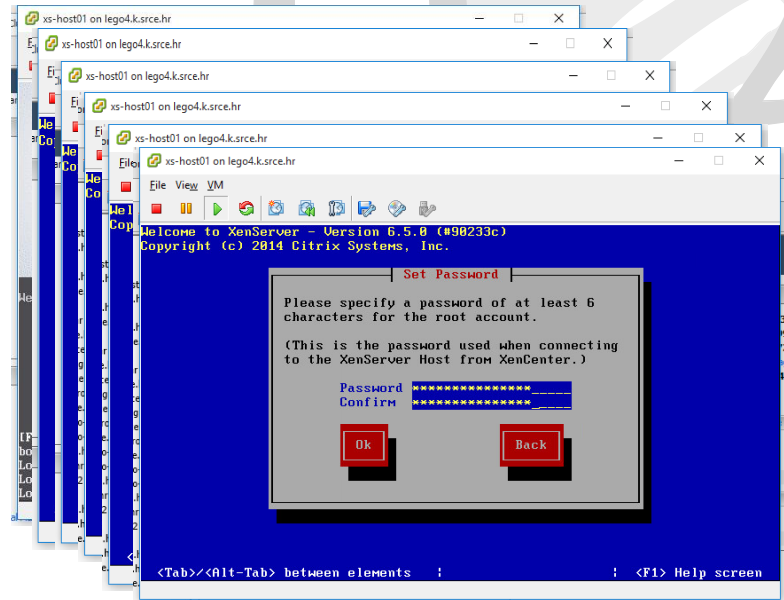 xs-host01 on lego4.k.srce.hr
xs-host01 on lego4.k.srce.hr
xs-host01 on lego4.k.srce.hr
xs-host01 on lego4.k.srce.hr
xs-host01 on lego4.k.srce.hr
xs-host01 on lego4.k.srce.hr
File View VM
Welcome to XenServer - Version 6.5.0 (#90233c)
Copyright (c) 2014 Citrix Systems, Inc.
Set Password
Please specify a password of at least 6
characters for the root account.
(This is the password used when connecting
to the XenServer Host from XenCenter.)
Password ***************_____
Confirm ***************_____
Ok Back
<Tab>/<Alt-Tab> between elements ¦ ¦ <F1> Help screen